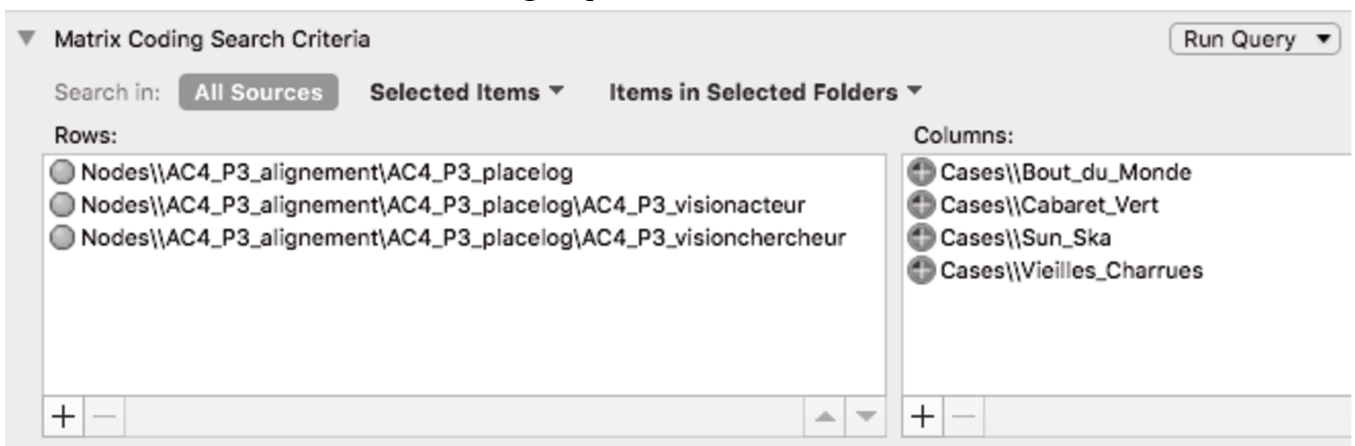 Matrix Coding Search Criteria Run Query
Search in: All Sources Selected Items Items in Selected Folders
Rows: Columns:
Nodes\\AC4_P3_alignement\AC4_P3_placelog
Nodes\\AC4_P3_alignement\AC4_P3_placelog\AC4_P3_visionacteur
Nodes\\AC4_P3_alignement\AC4_P3_placelog\AC4_P3_visionchercheur
Cases\\Bout_du_Monde
Cases\\Cabaret_Vert
Cases\\Sun_Ska
Cases\\Vieilles_Charrues